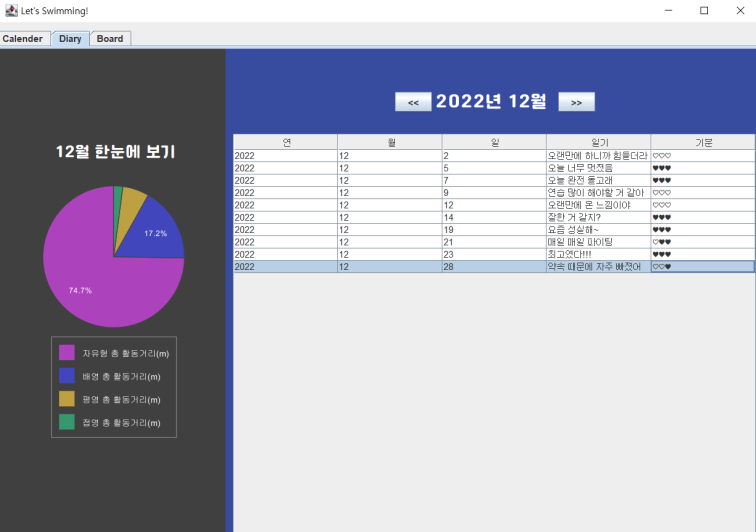 Let's Swimming!
Calender Diary Board
<< 2022년 12월 >>
12월 한눈에 보기
17.2%
74.7%
자유형 총 활동거리(m)
배영 총 활동거리(m)
평영 총 활동거리(m)
접영 총 활동거리(m)
연 월 일 일기 기분
2022 12 2 오랜만에 하니까 힘들더라 ♡♡♡
2022 12 5 오늘 너무 멋졌음 ♥♥♥
2022 12 7 오늘 완전 돌고래 ♥♥♥
2022 12 9 연습 많이 해야할 거 같아 ♡♡♡
2022 12 12 오랜만에 온 느낌이야 ♡♡♡
2022 12 14 잘한 거 같지? ♥♥♥
2022 12 19 요즘 성실해~ ♥♥♥
2022 12 21 매일 매일 파이팅 ♡♥♥
2022 12 23 최고였다!!!! ♥♥♥
2022 12 28 약속 때문에 자주 빠졌어 ♡♡♥